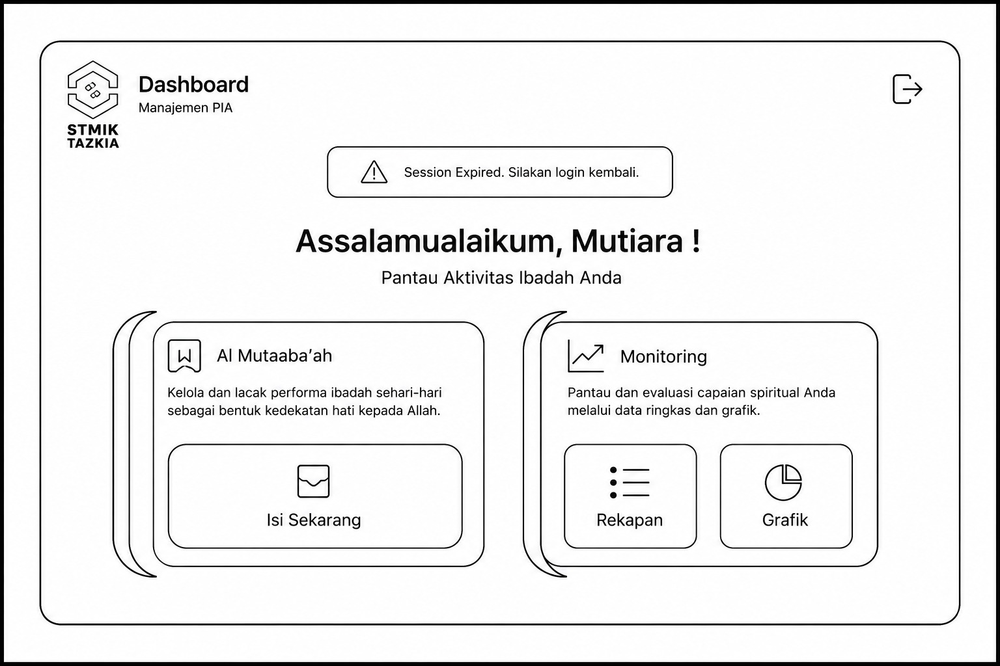 Dashboard
Manajemen PIA
STMIK
TAZKIA
Session Expired. Silakan login kembali.
Assalamualaikum, Mutiara !
Pantau Aktivitas Ibadah Anda
Al Mutaaba’ah
Kelola dan lacak performa ibadah sehari-hari
sebagai bentuk kedekatan hati kepada Allah.
Isi Sekarang
Monitoring
Pantau dan evaluasi capaian spiritual Anda
melalui data ringkas dan grafik.
Rekapan
Grafik